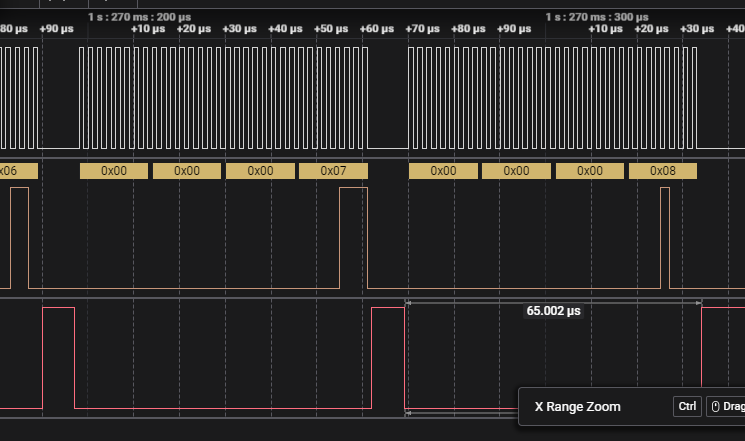 1 s : 270 ms : 200 µs 1 s : 270 ms : 300 µs
80 µs +90 µs +10 µs +20 µs +30 µs +40 µs +50 µs +60 µs +70 µs +80 µs +90 µs +10 µs +20 µs +30 µs +40
x06 0x00 0x00 0x00 0x07 0x00 0x00 0x00 0x08
65.002 µs
X Range Zoom Ctrl Drag